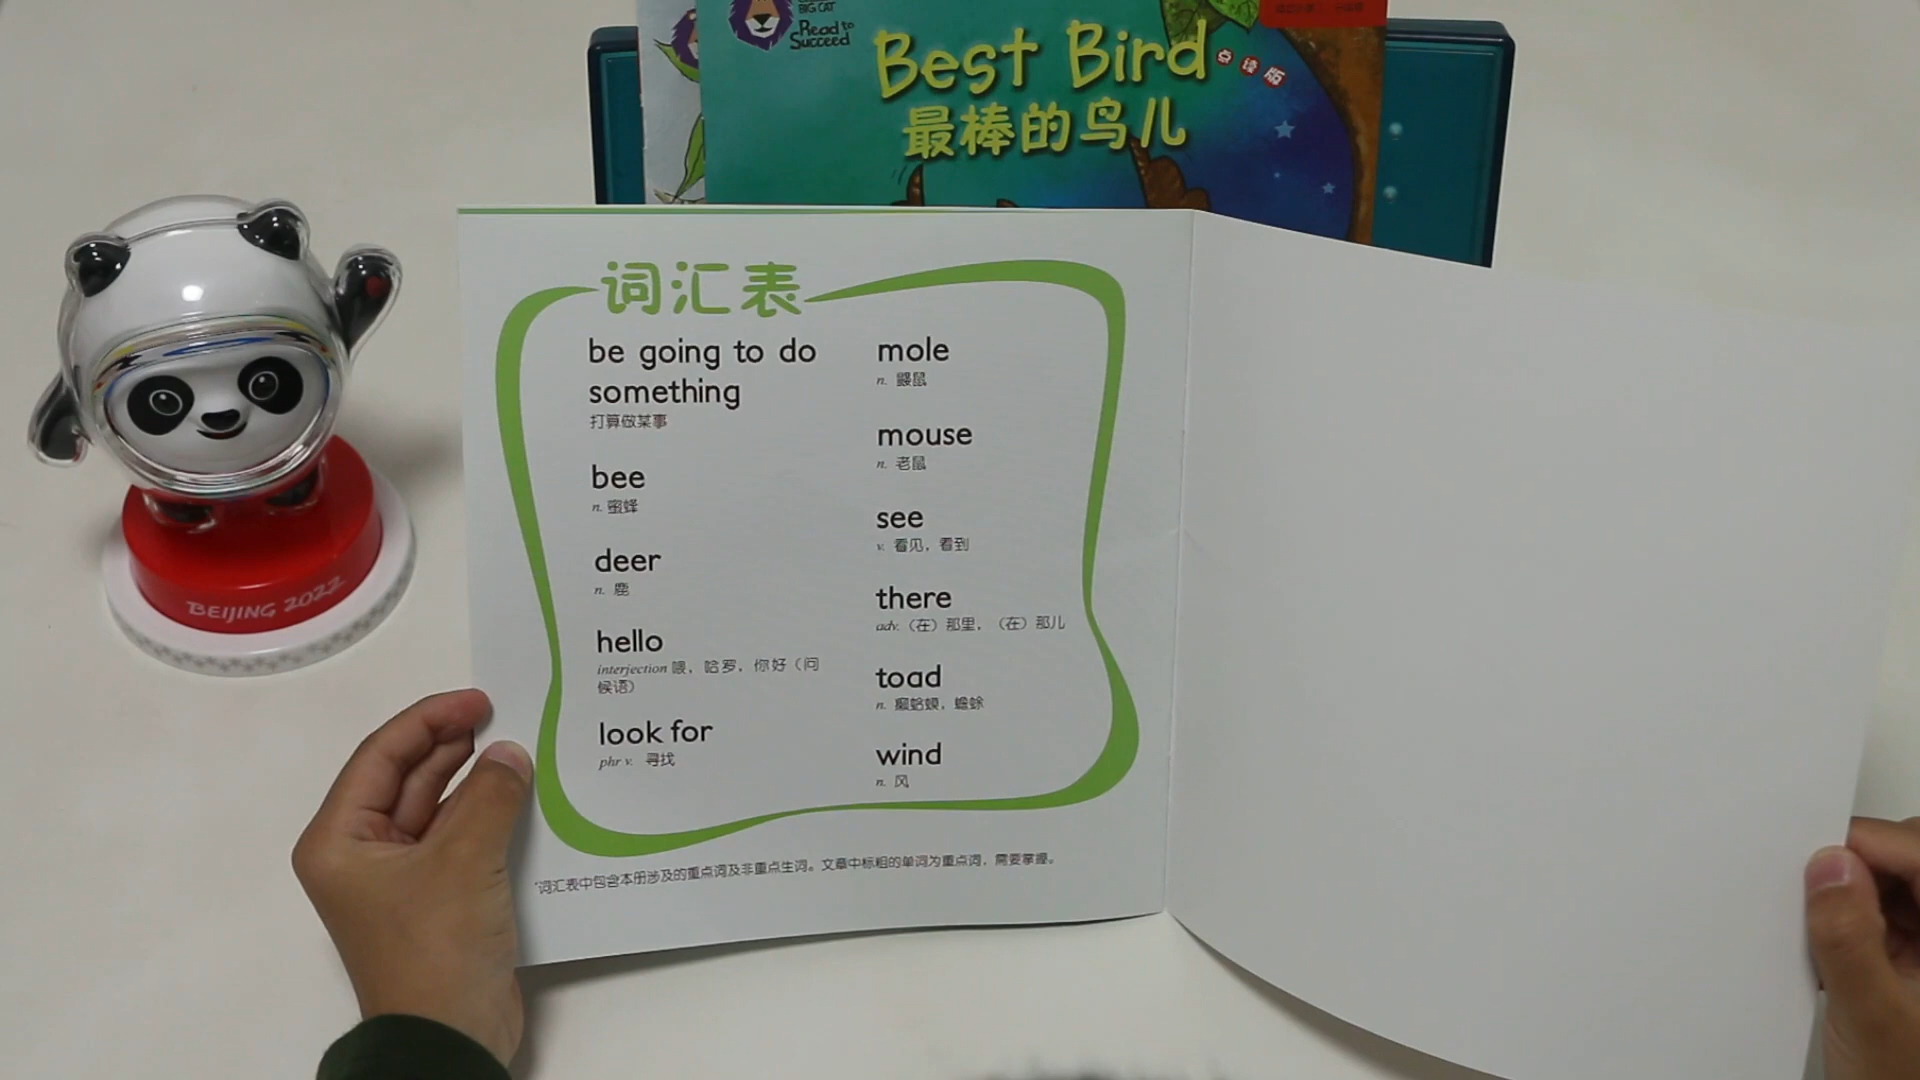 BIG CAT
Read to
Succeed
Best Bird
点读版
最棒的鸟儿
词汇表
be going to do
something
打算做某事
bee
n. 蜜蜂
deer
n. 鹿
hello
interjection 喂，哈罗，你好（问
候语）
look for
phr v. 寻找
mole
n. 鼹鼠
mouse
n. 老鼠
see
v. 看见，看到
there
adv.（在）那里，（在）那儿
toad
n. 癞蛤蟆，蟾蜍
wind
n. 风
*词汇表中包含本册涉及的重点词及非重点生词。文章中标粗的单词为重点词，需要掌握。
BEIJING 2022